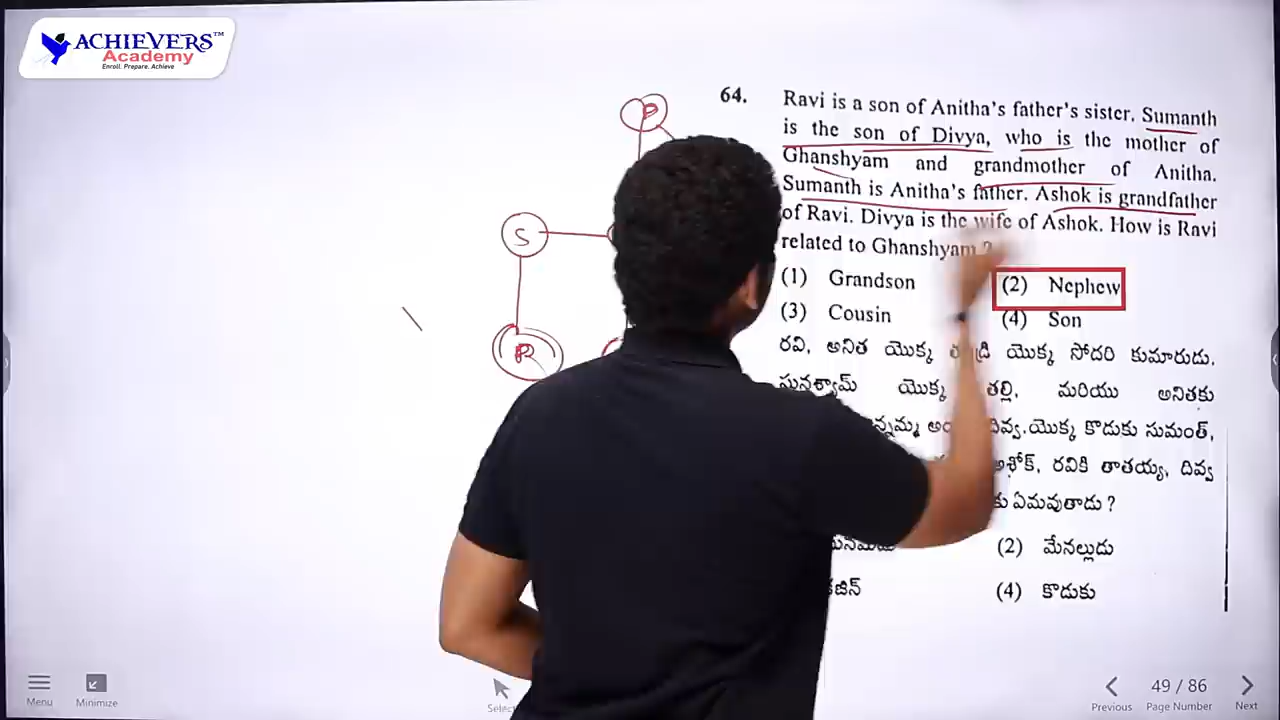 ACHIEVERS™
Academy
Enroll. Prepare. Achieve
P
S
R
64. Ravi is a son of Anitha's father's sister. Sumanth
is the son of Divya, who is the mother of
Ghanshyam and grandmother of Anitha.
Sumanth is Anitha's father. Ashok is grandfather
of Ravi. Divya is the wife of Ashok. How is Ravi
related to Ghanshyam ?
(1) Grandson (2) Nephew
(3) Cousin (4) Son
రవి, అనిత యొక్క యొక్క సోదరి కుమారుడు.
యొక్క తల్లి, మరియు అనితకు
యొక్క కొడుకు సుమంత్,
అశోక్, రవికి తాతయ్య, దివ్య
ఏమవుతాడు ?
(2) మేనల్లుడు
(4) కొడుకు
Menu
Minimize
Select
Previous
49 / 86
Page Number
Next